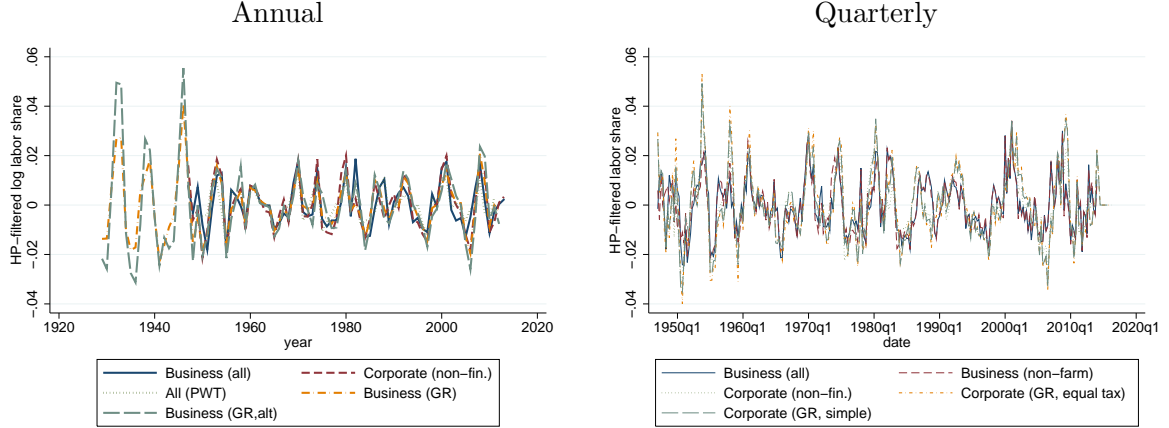 Annual
HP−filtered log labor share
.06
.04
.02
0
−.02
−.04
1920 1940 1960 1980 2000 2020
year
Business (all) Corporate (non−fin.)
All (PWT) Business (GR)
Business (GR,alt)
Quarterly
HP−filtered labor share
.06
.04
.02
0
−.02
−.04
1950q1 1960q1 1970q1 1980q1 1990q1 2000q1 2010q1 2020q1
date
Business (all) Business (non−farm)
Corporate (non−fin.) Corporate (GR, equal tax)
Corporate (GR, simple)